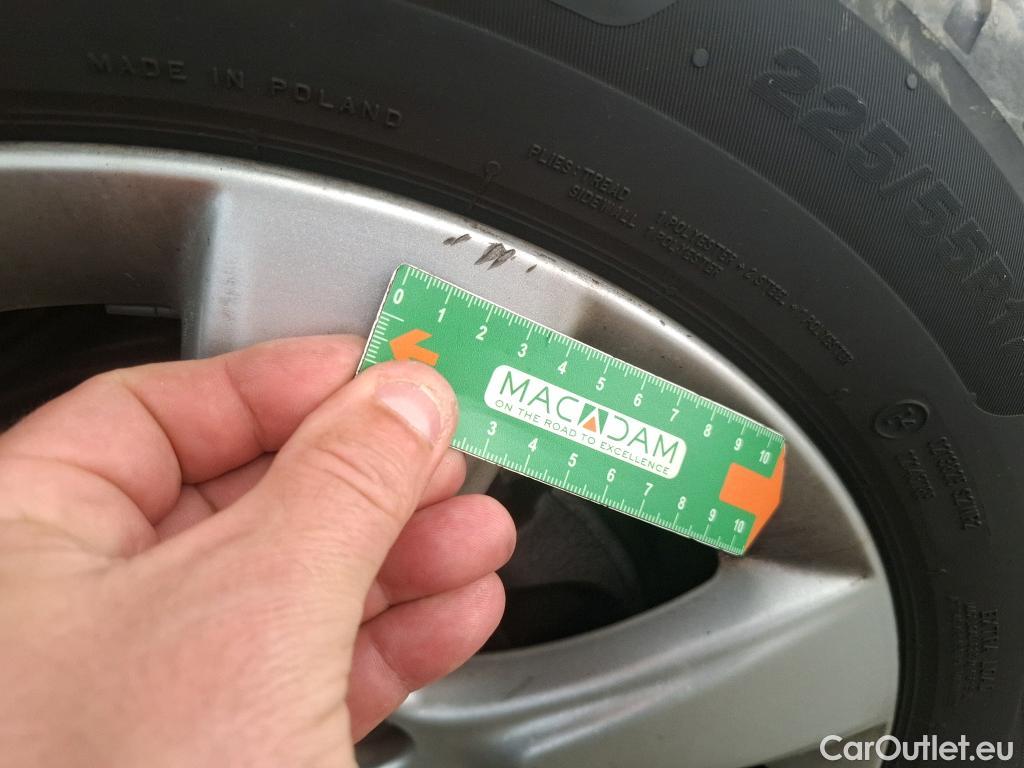 MADE IN POLAND
225/55R1
PLIES: TREAD 1 POLYESTER + 2 STEEL + 1 POLYESTER
SIDEWALL 1 POLYESTER
0 1 2 3 4 5 6 7 8 9 10
MACADAM
ON THE ROAD TO EXCELLENCE
3 4 5 6 7 8 9 10
CarOutlet.eu